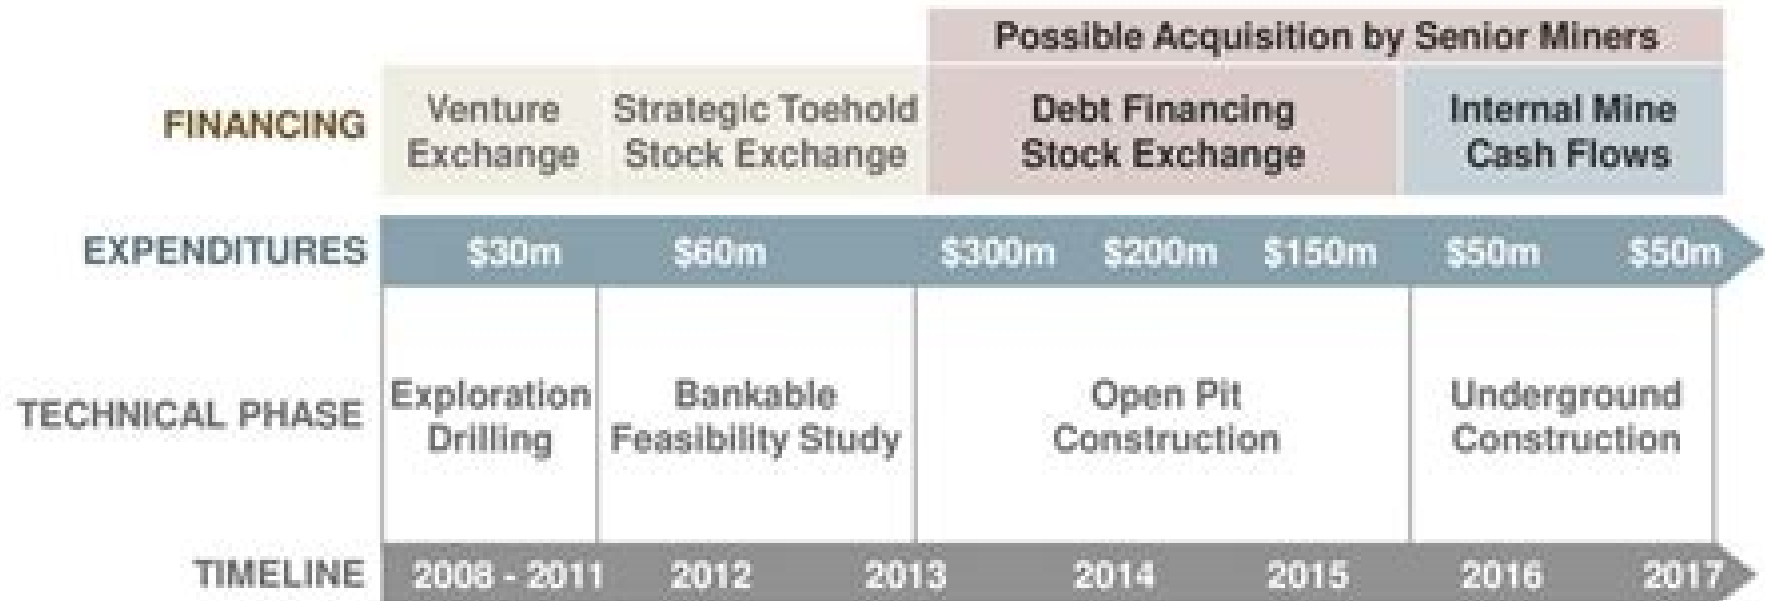 Possible Acquisition by Senior Miners
FINANCING
Venture
Exchange
Strategic Toehold
Stock Exchange
Debt Financing
Stock Exchange
Internal Mine
Cash Flows
EXPENDITURES $30m $60m $300m $200m $150m $50m $50m
TECHNICAL PHASE
Exploration
Drilling
Bankable
Feasibility Study
Open Pit
Construction
Underground
Construction
TIMELINE 2008 - 2011 2012 2013 2014 2015 2016 2017